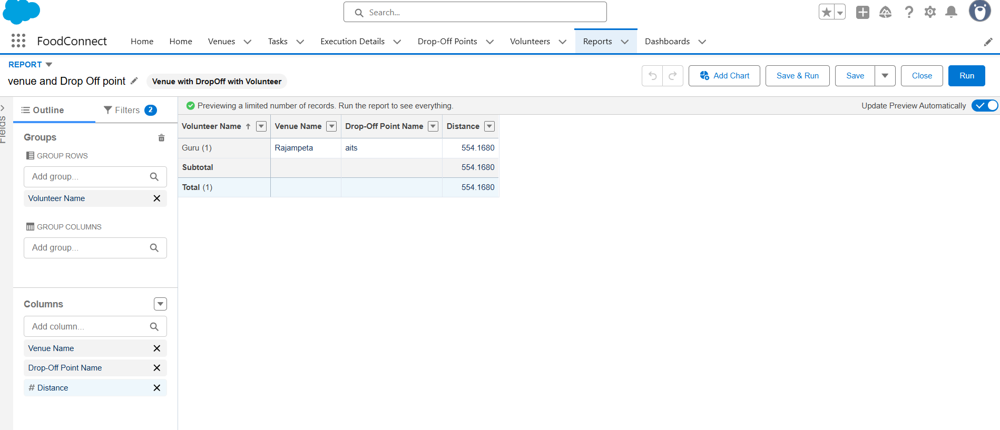 Search...
FoodConnect Home Home Venues Tasks Execution Details Drop-Off Points Volunteers Reports Dashboards
REPORT
venue and Drop Off point Venue with DropOff with Volunteer Add Chart Save & Run Save Close Run
Fields
Outline Filters 2
Previewing a limited number of records. Run the report to see everything. Update Preview Automatically
Groups
GROUP ROWS
Add group...
Volunteer Name
GROUP COLUMNS
Add group...
Columns
Add column...
Venue Name
Drop-Off Point Name
# Distance
Volunteer Name Venue Name Drop-Off Point Name Distance
Guru (1) Rajampeta aits 554.1680
Subtotal 554.1680
Total (1) 554.1680